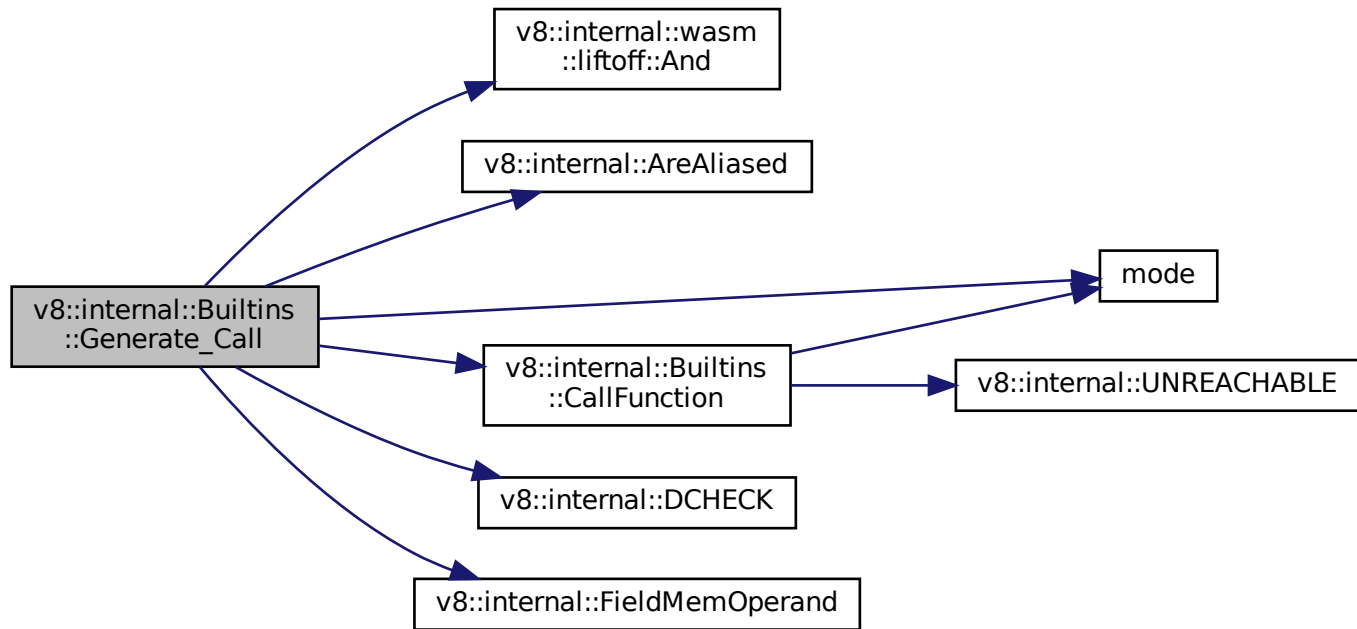 v8::internal::wasm
::liftoff::And
v8::internal::AreAliased
mode
v8::internal::Builtins
::Generate_Call
v8::internal::Builtins
::CallFunction
v8::internal::UNREACHABLE
v8::internal::DCHECK
v8::internal::FieldMemOperand